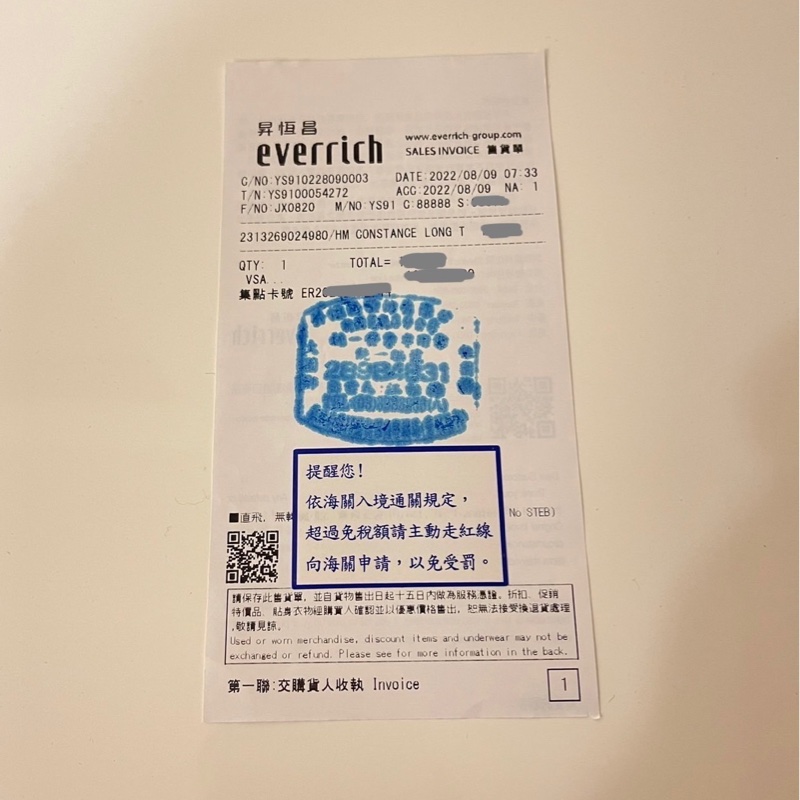 昇恆昌
everrich
www.everrich-group.com
SALES INVOICE 售貨單
C/NO:YS910228090003 DATE:2022/08/09 07:33
T/N:YS9100054272 ACC:2022/08/09 NA: 1
F/NO:JX0820 M/NO:YS91 C:88888 S:
2313269024980/HM CONSTANCE LONG T
QTY: 1 TOTAL=
VSA...
集點卡號 ER20
統一編號
28984031
提醒您!
依海關入境通關規定，
超過免稅額請主動走紅線
向海關申請，以免受罰。
■直飛, 無轉 No STEB)
請保存此售貨單, 並自貨物售出日起十五日內做為服務憑證。折扣、促銷
特價品、貼身衣物經購買人確認並以優惠價格售出, 恕無法接受換退貨處理
,敬請見諒。
Used or worn merchandise, discount items and underwear may not be
exchanged or refund. Please see for more information in the back.
第一聯:交購貨人收執 Invoice
1